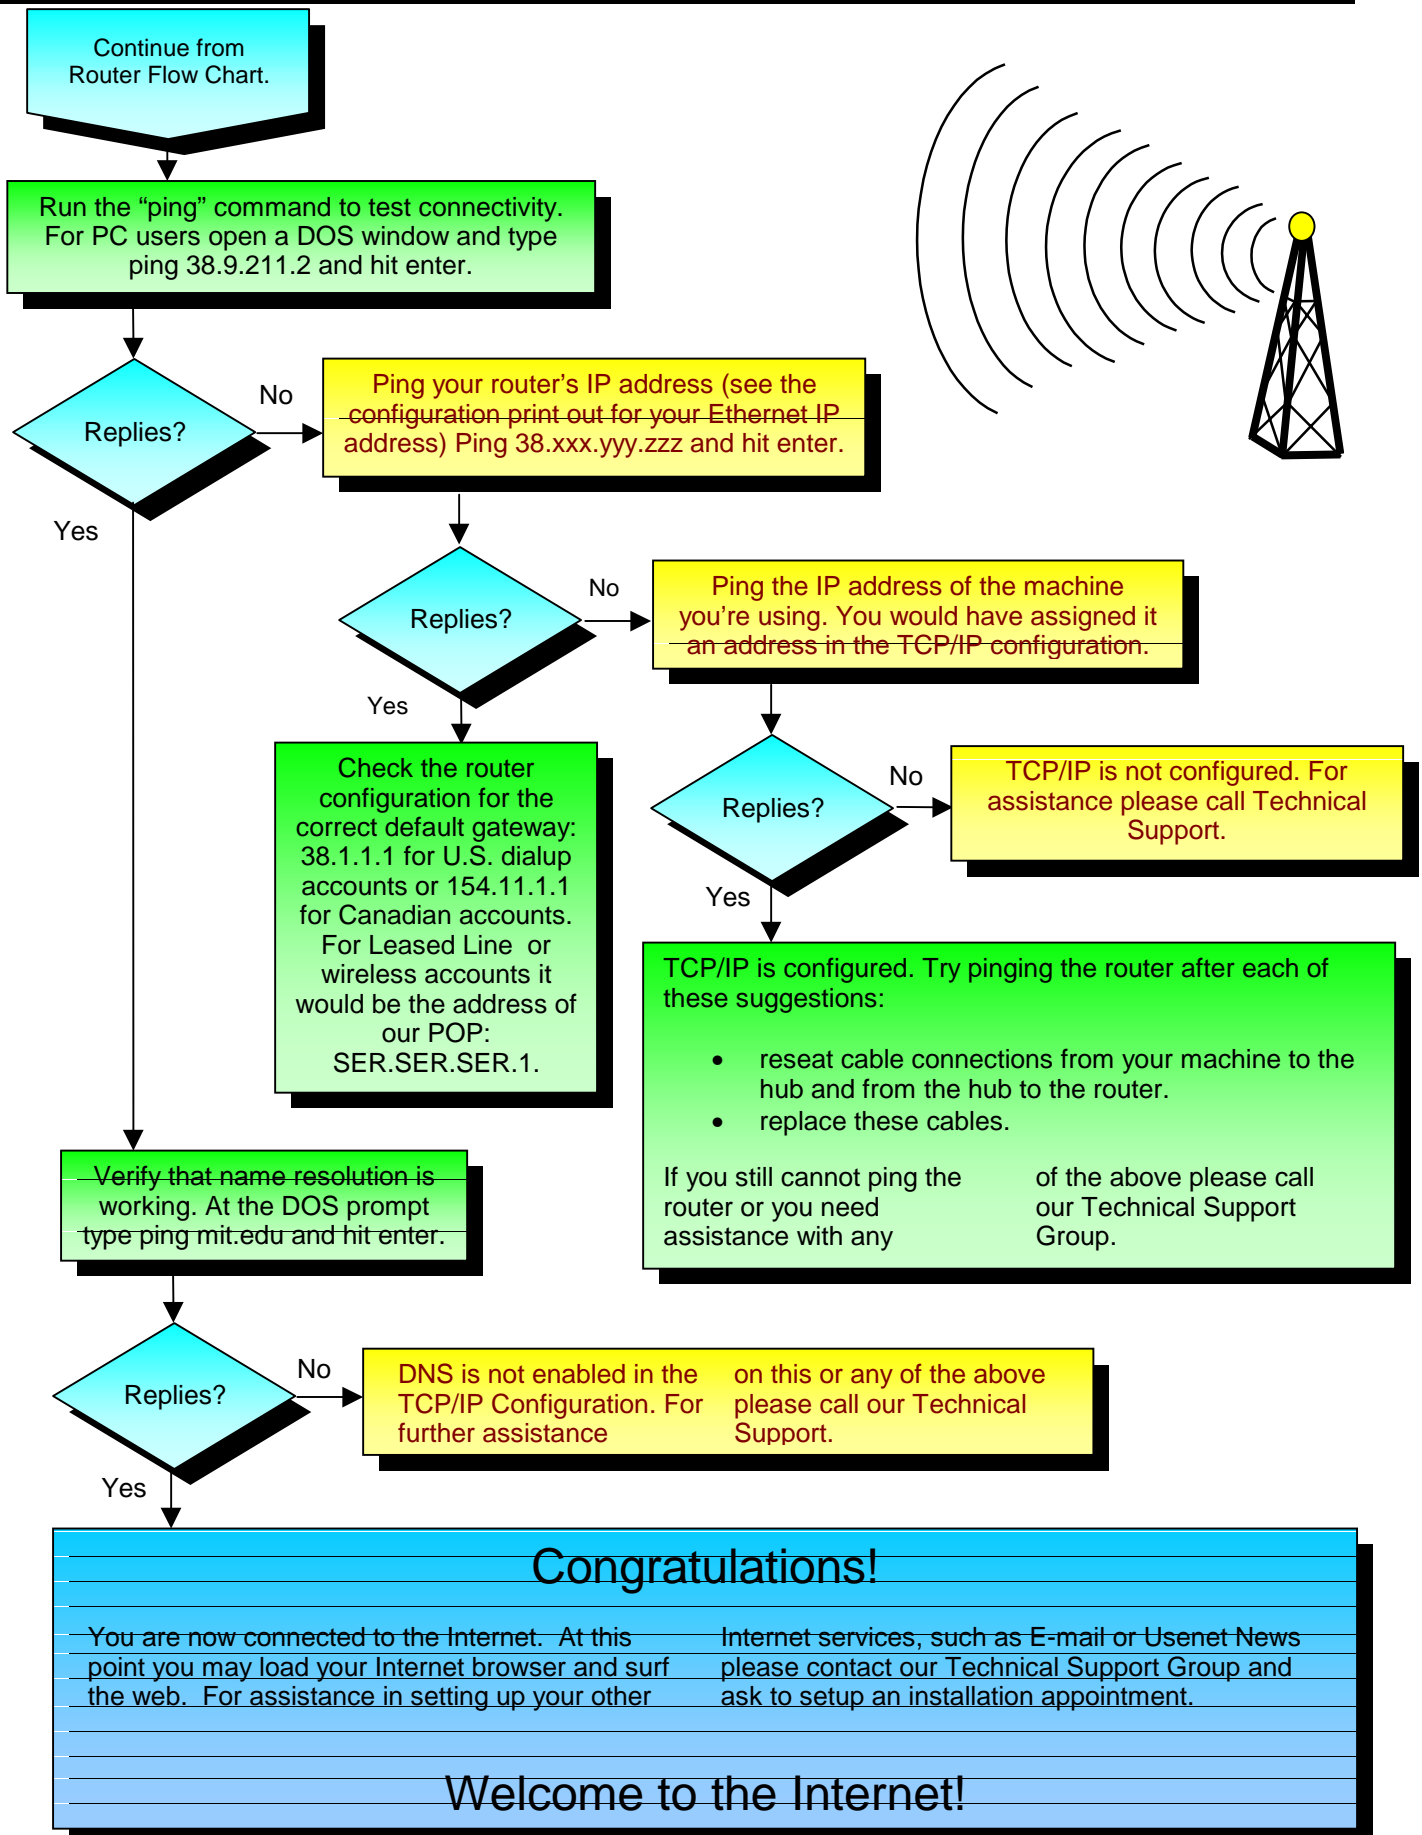 Continue from
Router Flow Chart.
Run the “ping” command to test connectivity.
For PC users open a DOS window and type
ping 38.9.211.2 and hit enter.
Replies?
No
Ping your router’s IP address (see the
configuration print out for your Ethernet IP
address) Ping 38.xxx.yyy.zzz and hit enter.
Yes
Replies?
No
Ping the IP address of the machine
you’re using. You would have assigned it
an address in the TCP/IP configuration.
Yes
Check the router
configuration for the
correct default gateway:
38.1.1.1 for U.S. dialup
accounts or 154.11.1.1
for Canadian accounts.
For Leased Line  or
wireless accounts it
would be the address of
our POP:
SER.SER.SER.1.
Replies?
No
TCP/IP is not configured. For
assistance please call Technical
Support.
Yes
TCP/IP is configured. Try pinging the router after each of
these suggestions:
• reseat cable connections from your machine to the
hub and from the hub to the router.
• replace these cables.
If you still cannot ping the
router or you need
assistance with any
of the above please call
our Technical Support
Group.
Verify that name resolution is
working. At the DOS prompt
type ping mit.edu and hit enter.
Replies?
No
DNS is not enabled in the
TCP/IP Configuration. For
further assistance
on this or any of the above
please call our Technical
Support.
Yes
Congratulations!
You are now connected to the Internet.  At this
point you may load your Internet browser and surf
the web.  For assistance in setting up your other
Internet services, such as E-mail or Usenet News
please contact our Technical Support Group and
ask to setup an installation appointment.
Welcome to the Internet!